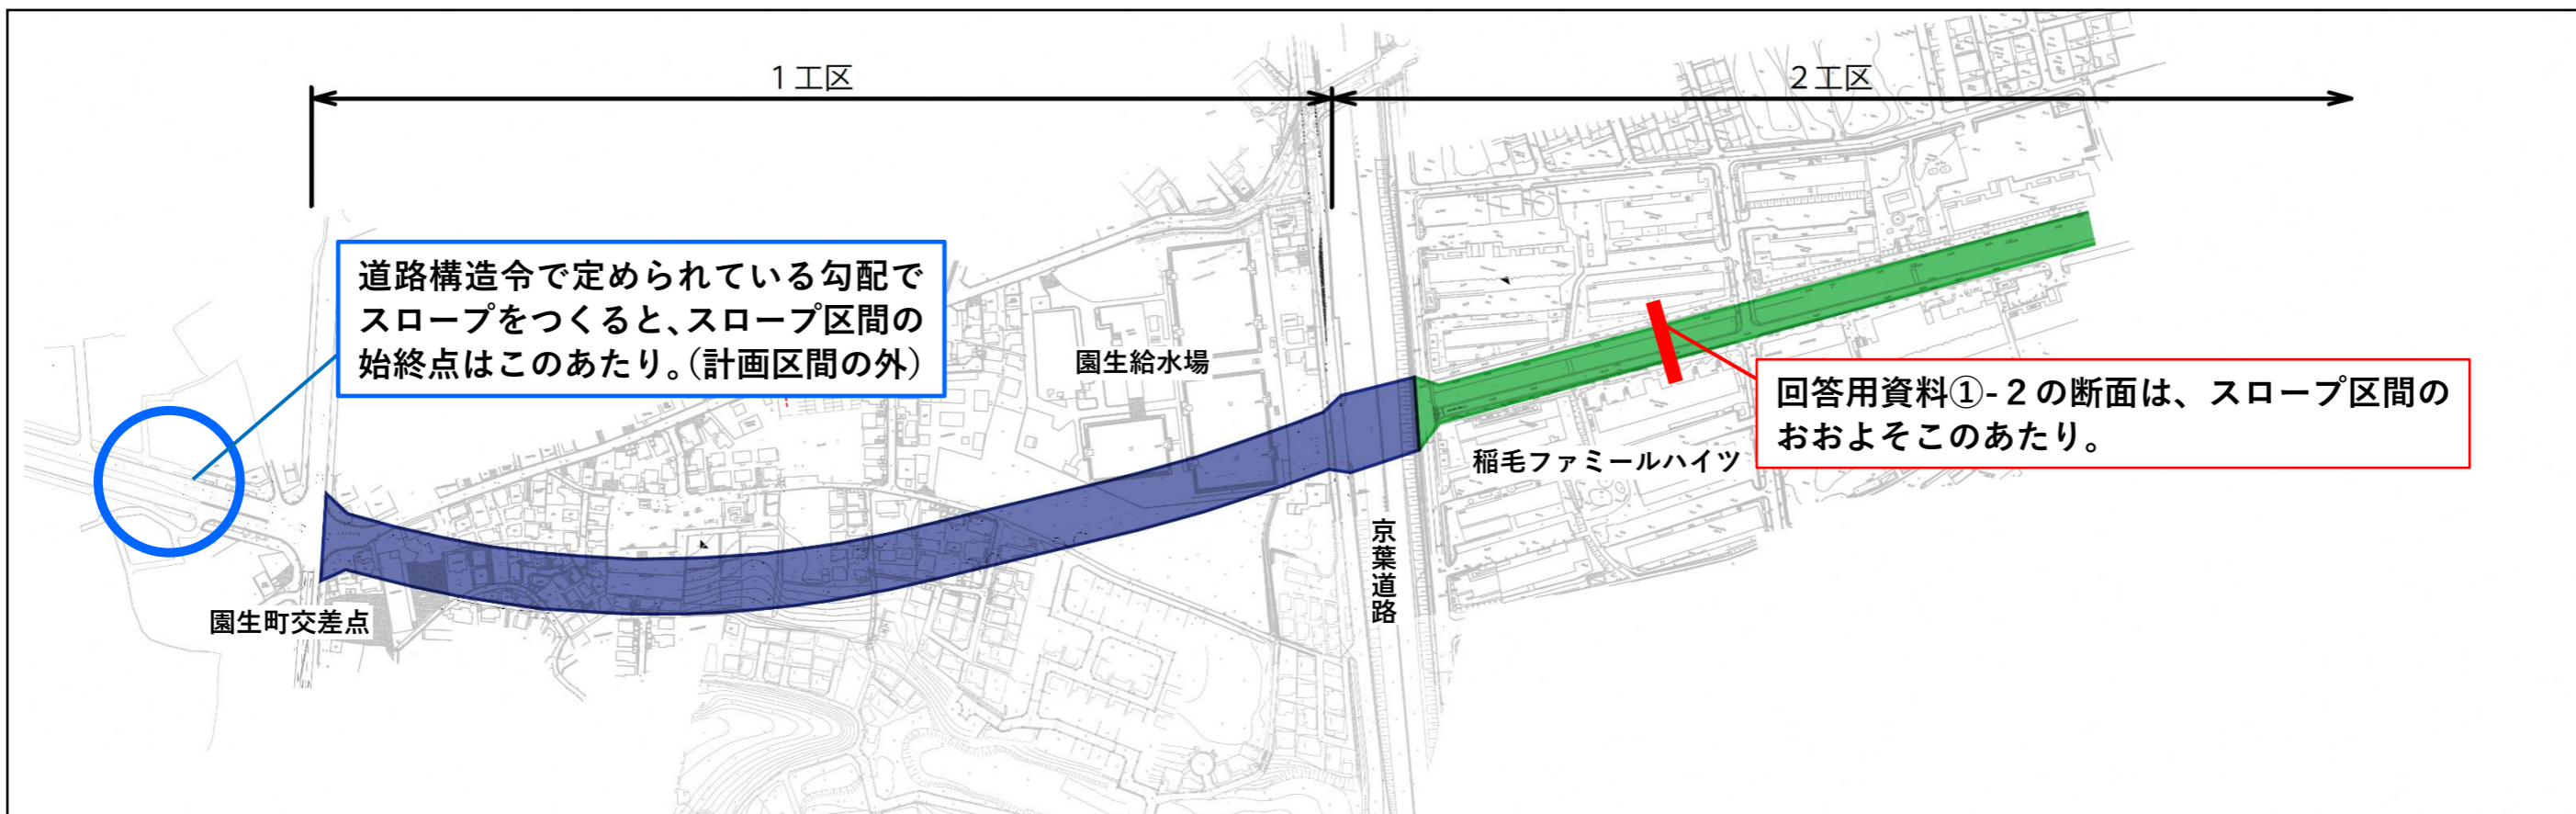 １工区
２工区
道路構造令で定められている勾配で
スロープをつくると、スロープ区間の
始終点はこのあたり。（計画区間の外）
園生給水場
回答用資料①-２の断面は、スロープ区間の
おおよそこのあたり。
稲毛ファミールハイツ
京葉道路
園生町交差点